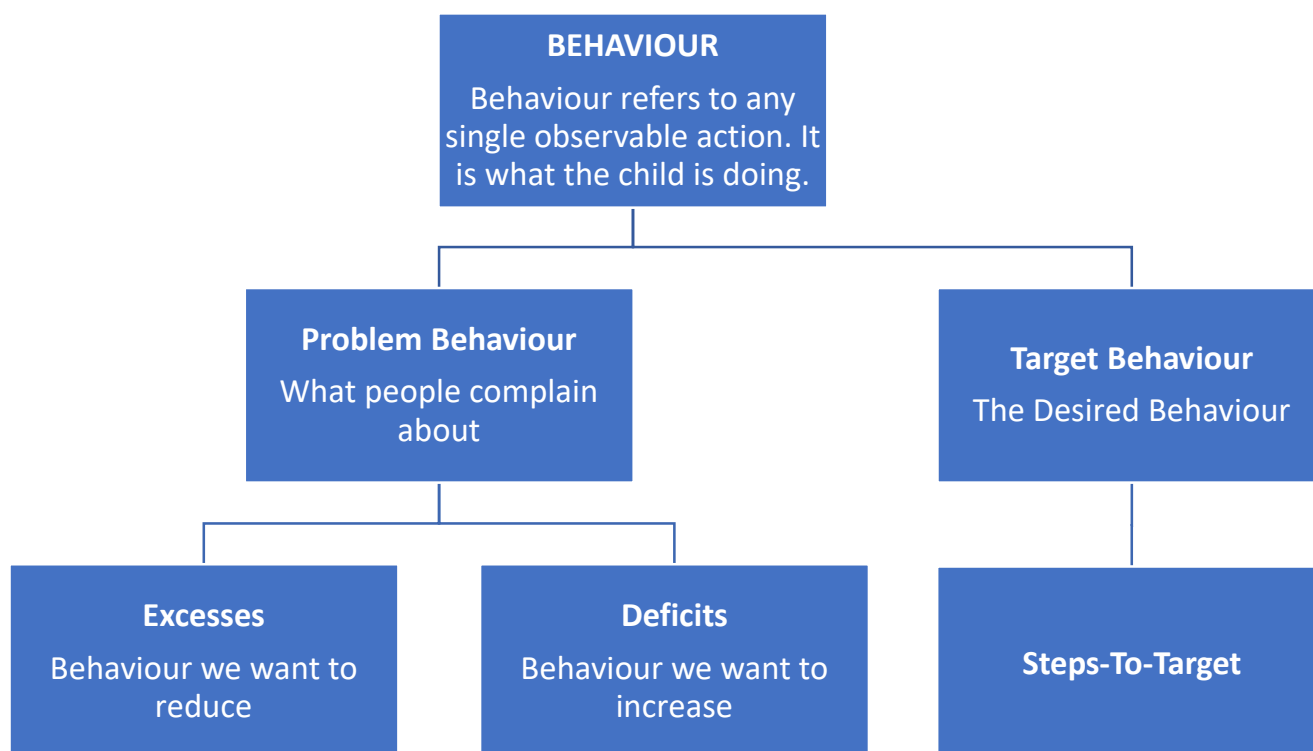 BEHAVIOUR
Behaviour refers to any
single observable action. It
is what the child is doing.
Problem Behaviour
What people complain
about
Target Behaviour
The Desired Behaviour
Excesses
Behaviour we want to
reduce
Deficits
Behaviour we want to
increase
Steps-To-Target